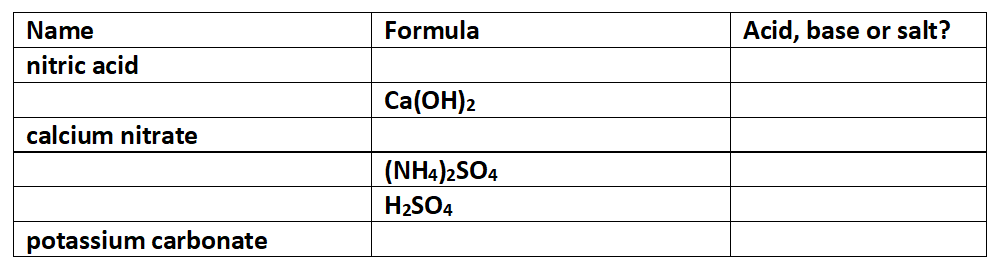 Name Formula Acid, base or salt?
nitric acid
Ca(OH)₂
calcium nitrate
(NH₄)₂SO₄
H₂SO₄
potassium carbonate